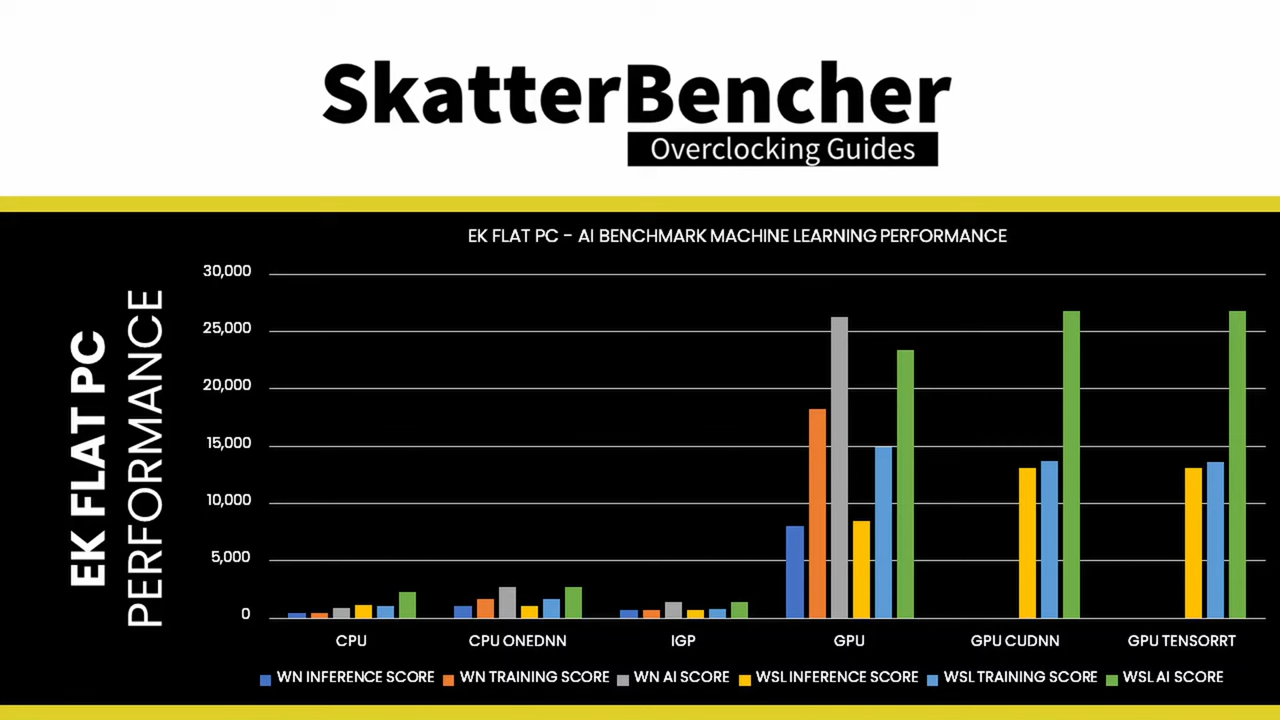 SkatterBencher
Overclocking Guides
EK FLAT PC - AI BENCHMARK MACHINE LEARNING PERFORMANCE
EK FLAT PC
PERFORMANCE
30,000
25,000
20,000
15,000
10,000
5,000
0
CPU
CPU ONEDNN
IGP
GPU
GPU CUDNN
GPU TENSORRT
WN INFERENCE SCORE
WN TRAINING SCORE
WN AI SCORE
WSL INFERENCE SCORE
WSL TRAINING SCORE
WSL AI SCORE